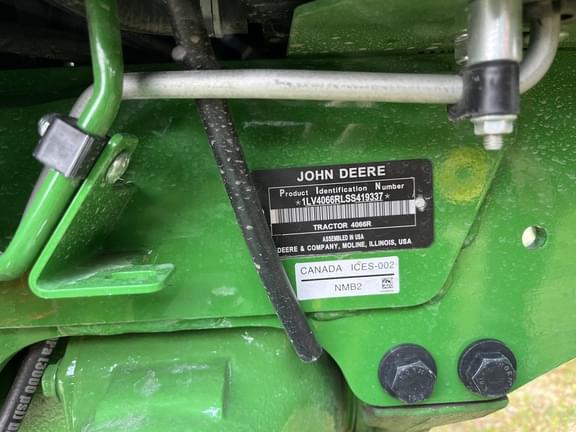 JOHN DEERE
Product Identification Number
*1LV4066RLSS419337*
TRACTOR 4066R
ASSEMBLED IN USA
DEERE & COMPANY, MOLINE, ILLINOIS, USA
CANADA ICES-002
NMB2